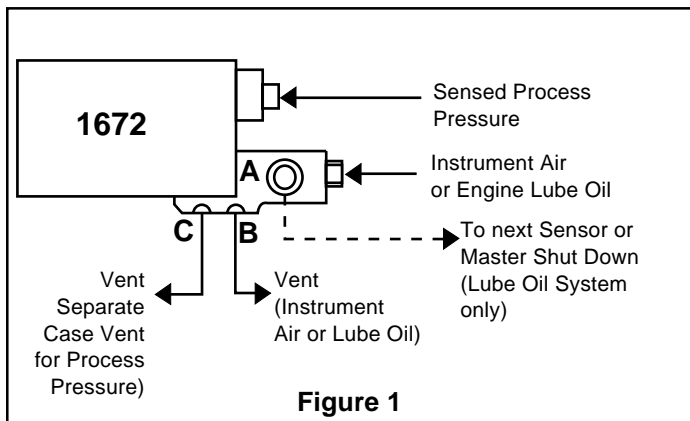 1672
Sensed Process
Pressure
A
Instrument Air
or Engine Lube Oil
C
B
To next Sensor or
Master Shut Down
(Lube Oil System
only)
Vent
Separate
Case Vent
for Process
Pressure)
Vent
(Instrument
Air or Lube Oil)
Figure 1